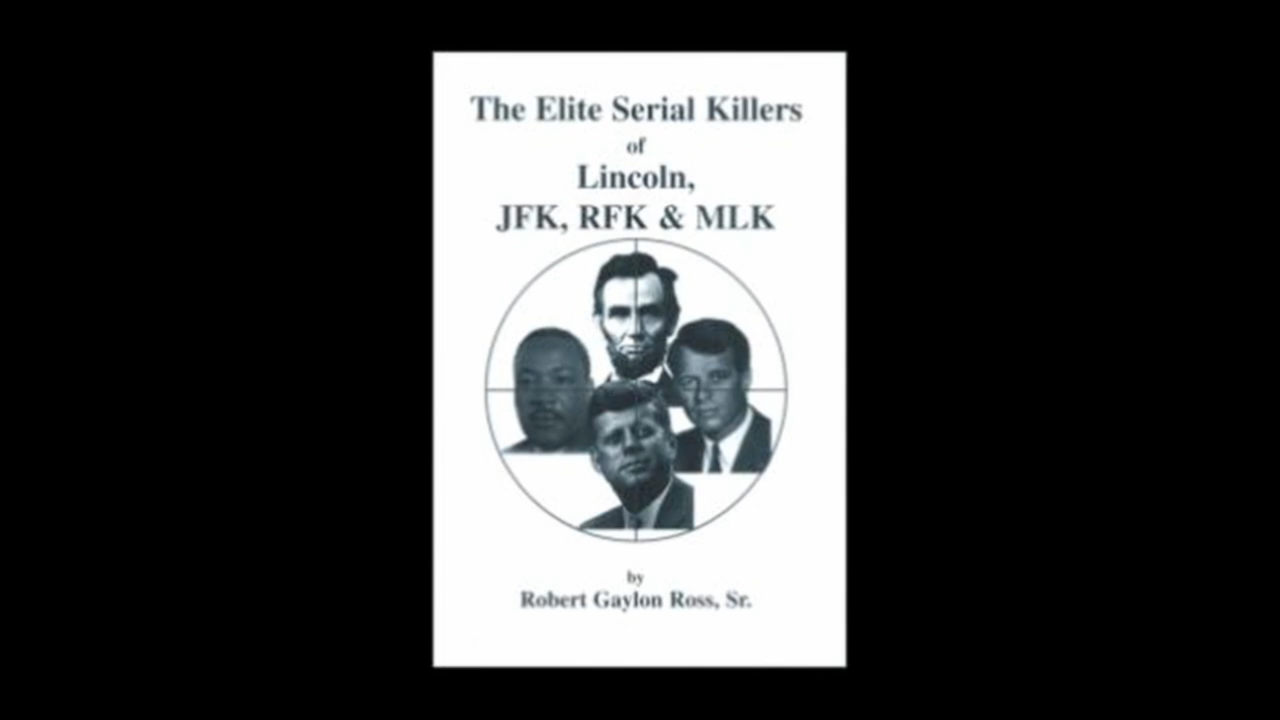 The Elite Serial Killers
of
Lincoln,
JFK, RFK & MLK
by
Robert Gaylon Ross, Sr.